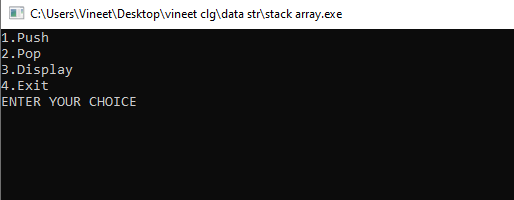 C:\Users\Vineet\Desktop\vineet clg\data str\stack array.exe
1.Push
2.Pop
3.Display
4.Exit
ENTER YOUR CHOICE